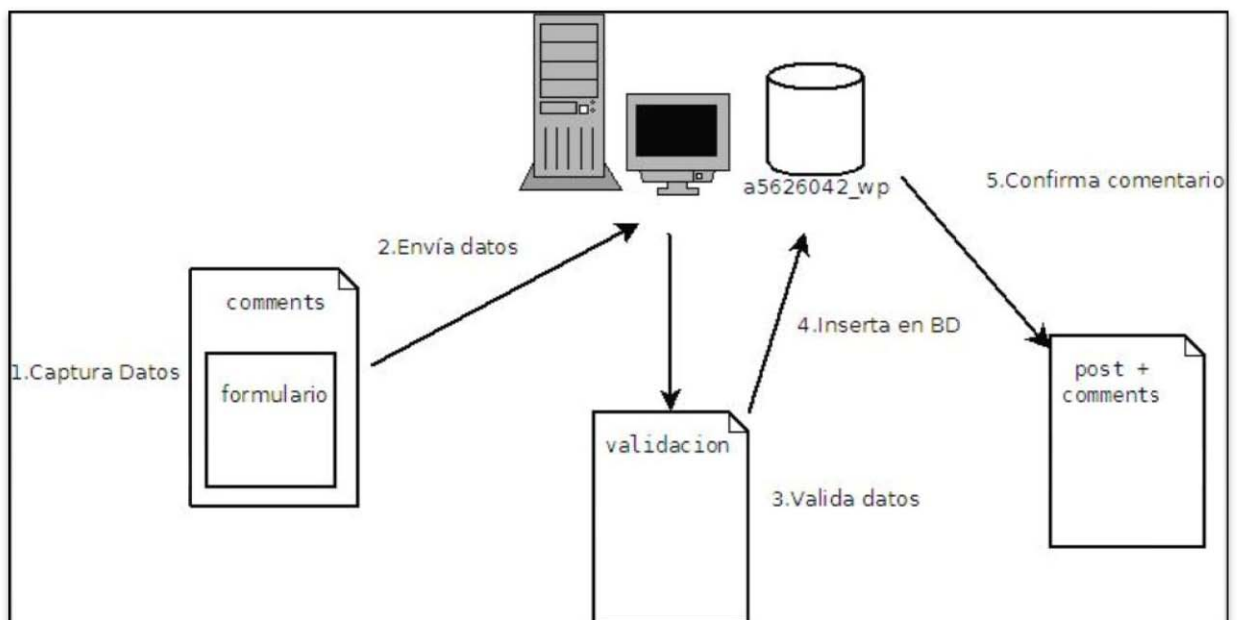 a5626042_wp
5.Confirma comentario
2.Envía datos
comments
4.Inserta en BD
1.Captura Datos
formulario
post +
comments
validacion
3.Valida datos